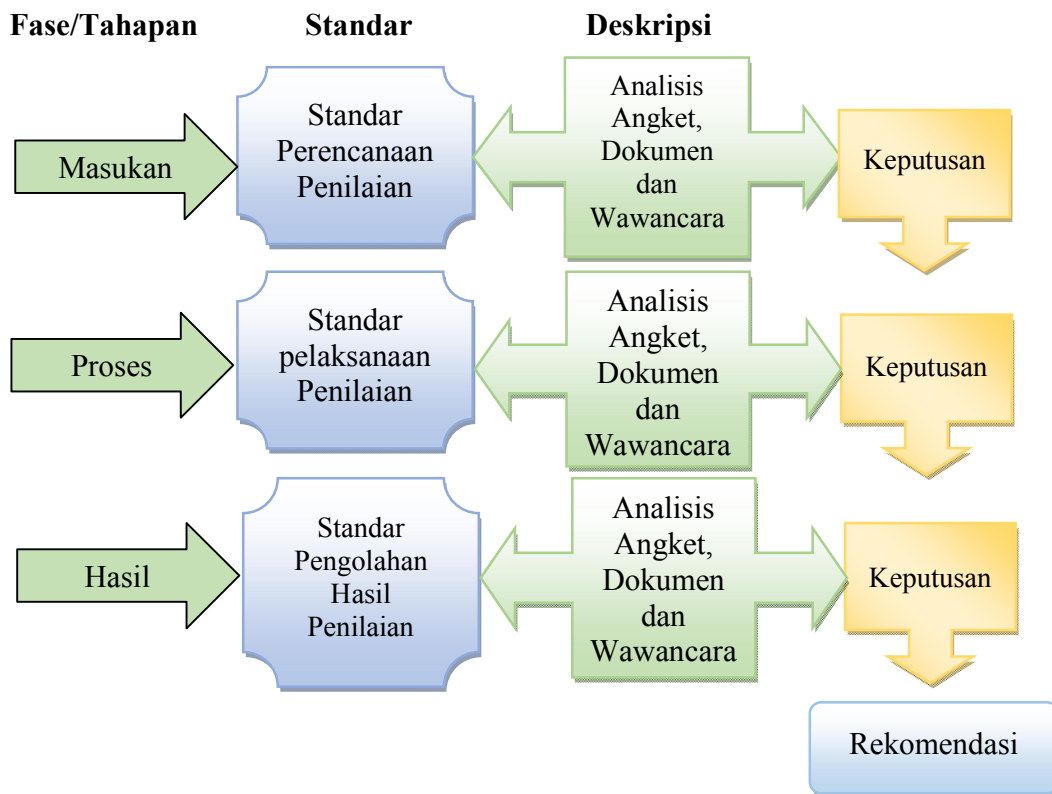 Fase/Tahapan
Standar
Deskripsi
Masukan
Standar
Perencanaan
Penilaian
Analisis
Angket,
Dokumen
dan
Wawancara
Keputusan
Proses
Standar
pelaksanaan
Penilaian
Analisis
Angket,
Dokumen
dan
Wawancara
Keputusan
Hasil
Standar
Pengolahan
Hasil
Penilaian
Analisis
Angket,
Dokumen
dan
Wawancara
Keputusan
Rekomendasi